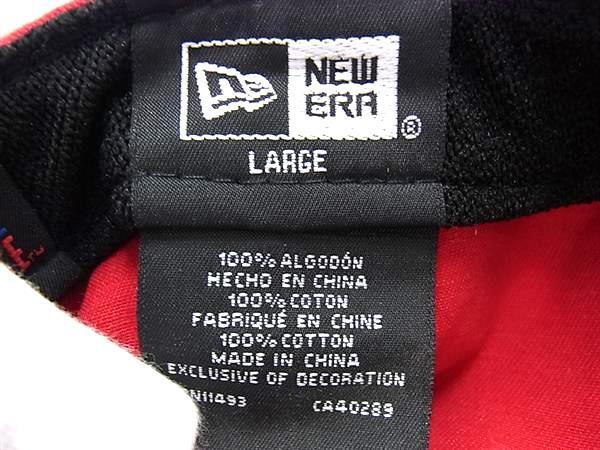 NEW
ERA
®
LARGE
100% ALGODÓN
HECHO EN CHINA
100% COTON
FABRIQUÉ EN CHINE
100% COTTON
MADE IN CHINA
EXCLUSIVE OF DECORATION
N11493 CA40289